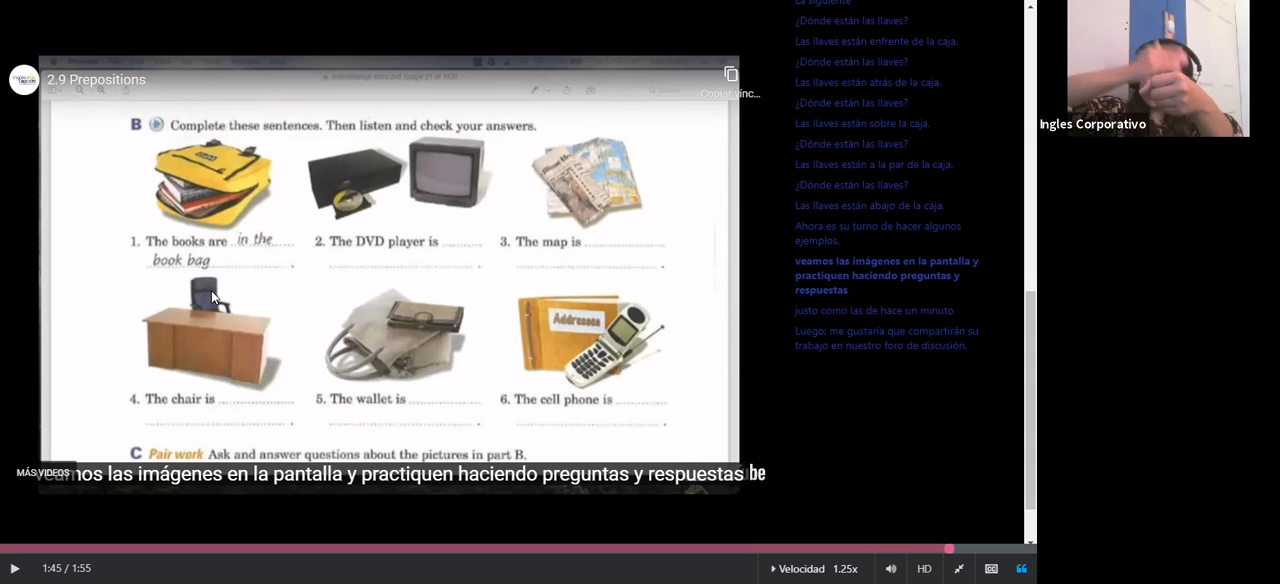 2.9 Prepositions
B Complete these sentences. Then listen and check your answers.
1. The books are in the
book bag.
2. The DVD player is
3. The map is
4. The chair is
5. The wallet is
Addresses
6. The cell phone is
C Pair work Ask and answer questions about the pictures in part B.
MÁS VIDEOS
veamos las imágenes en la pantalla y practiquen haciendo preguntas y respuestas
1:45 / 1:55
Velocidad 1.25x
HD
CC
La siguiente
¿Dónde están las llaves?
Las llaves están enfrente de la caja.
¿Dónde están las llaves?
Las llaves están atrás de la caja.
¿Dónde están las llaves?
Las llaves están sobre la caja.
¿Dónde están las llaves?
Las llaves están a la par de la caja.
¿Dónde están las llaves?
Las llaves están abajo de la caja.
Ahora es su turno de hacer algunos
ejemplos.
veamos las imágenes en la pantalla y
practiquen haciendo preguntas y
respuestas
justo como las de hace un minuto
Luego: me gustaría que compartirán su
trabajo en nuestro foro de discusión.
Ingles Corporativo